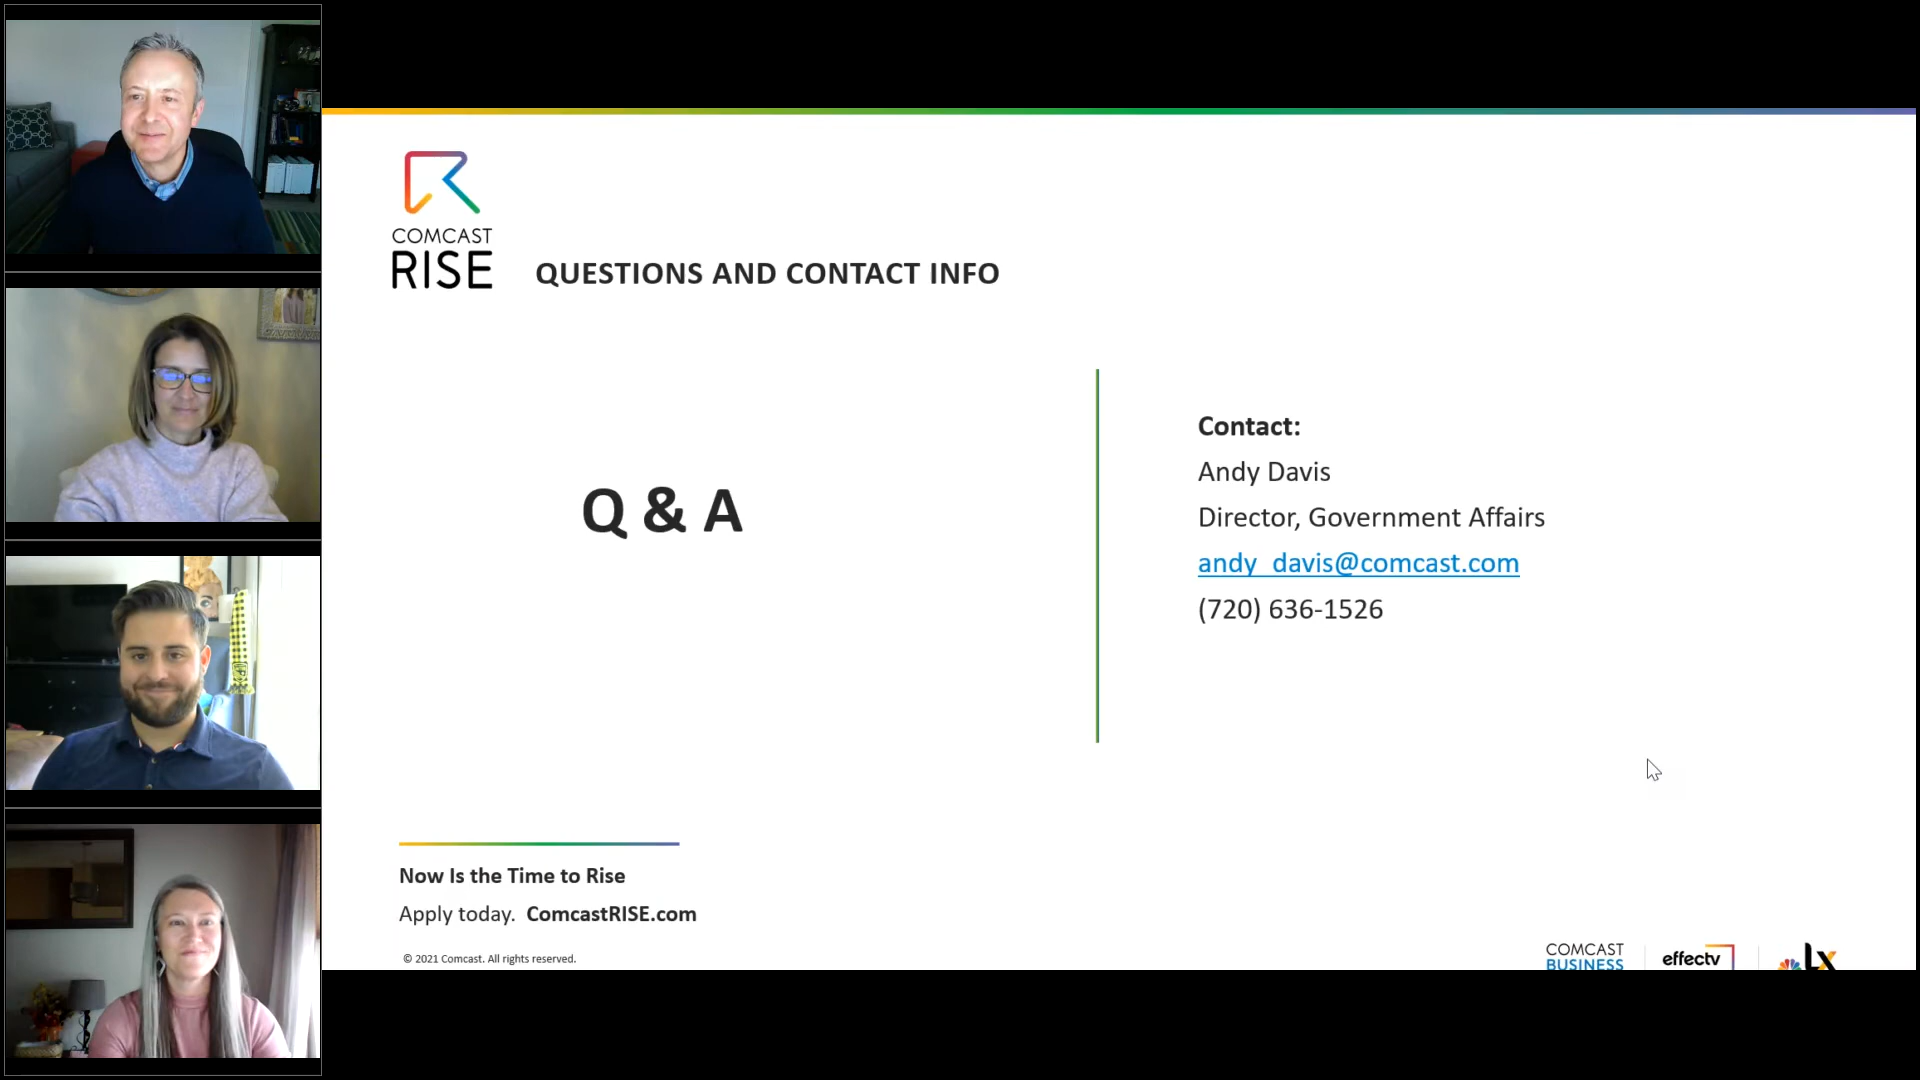 COMCAST
RISE
QUESTIONS AND CONTACT INFO
Q & A
Contact:
Andy Davis
Director, Government Affairs
andy_davis@comcast.com
(720) 636-1526
Now Is the Time to Rise
Apply today. ComcastRISE.com
© 2021 Comcast. All rights reserved.
COMCAST
BUSINESS
effectv
LX